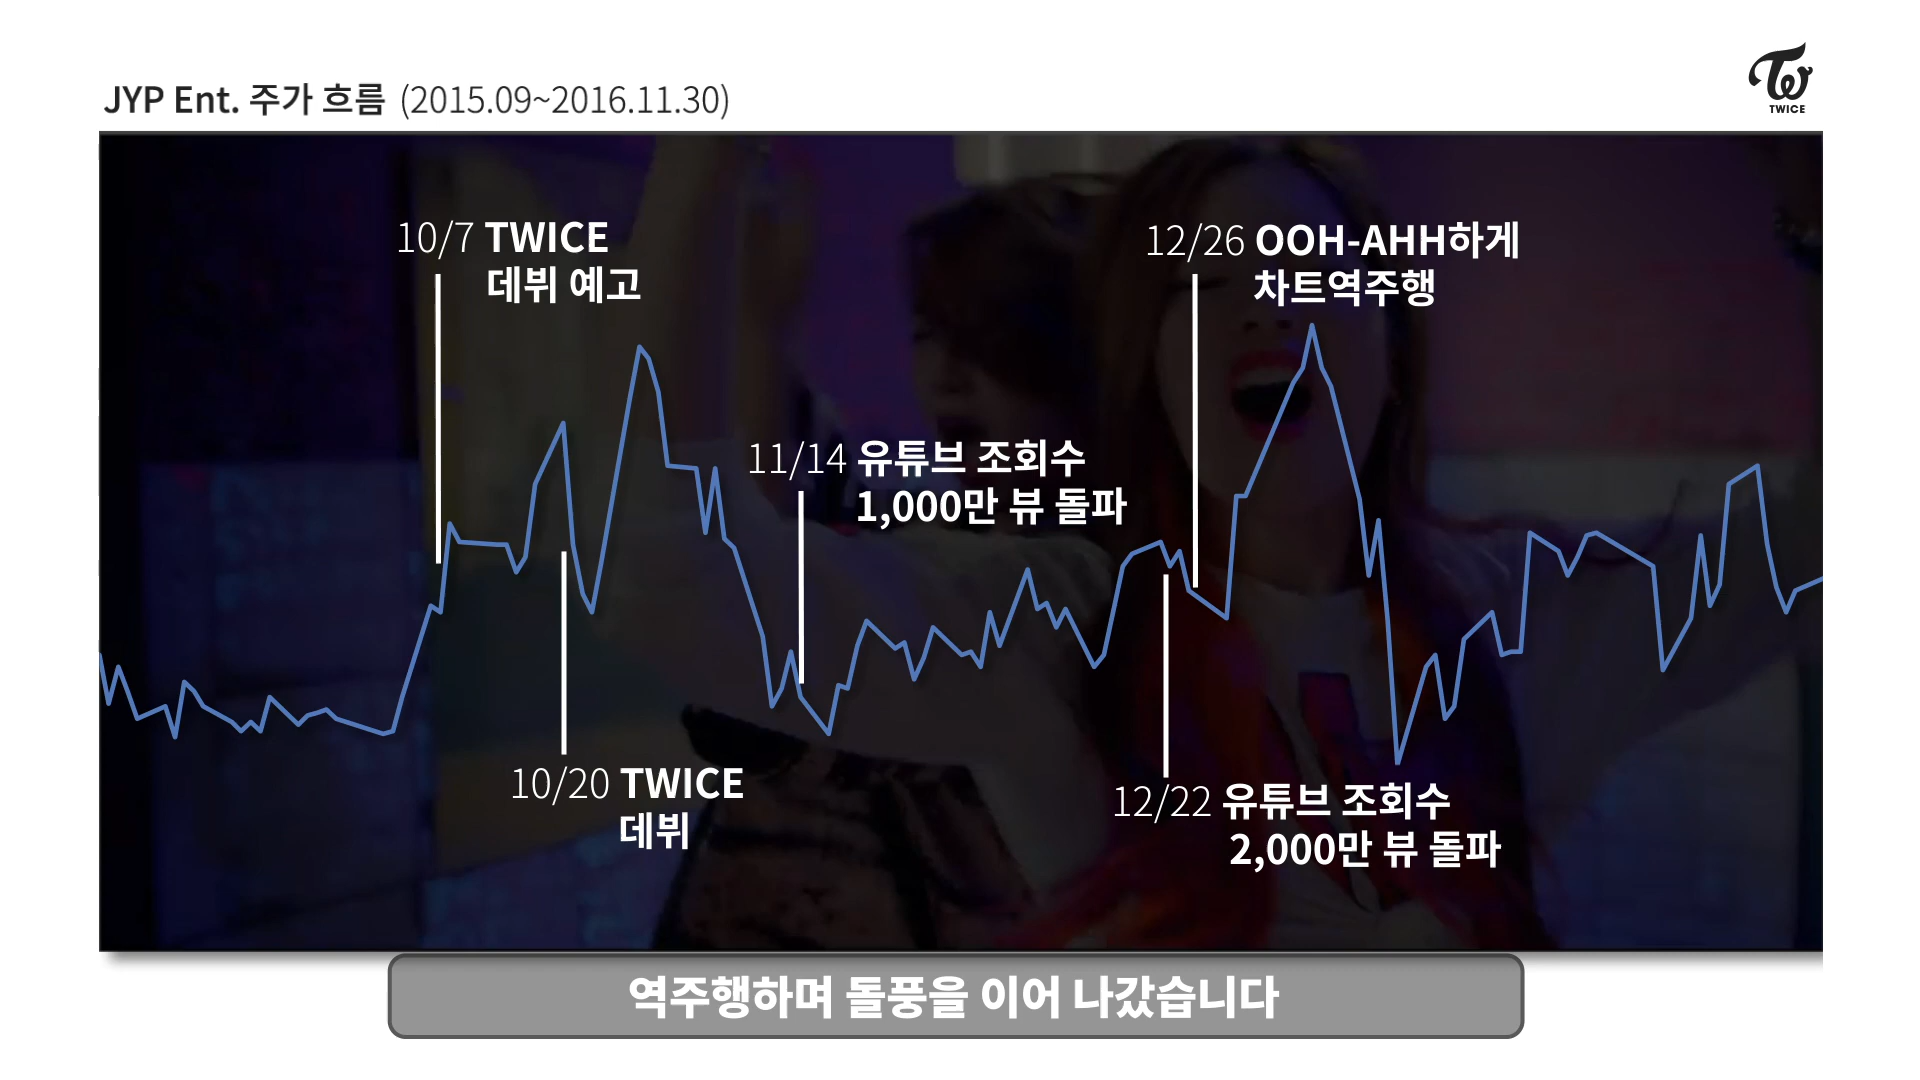 JYP Ent. 주가 흐름 (2015.09~2016.11.30)
TWICE
10/7 TWICE
데뷔 예고
12/26 OOH-AHH하게
차트역주행
11/14 유튜브 조회수
1,000만 뷰 돌파
10/20 TWICE
데뷔
12/22 유튜브 조회수
2,000만 뷰 돌파
역주행하며 돌풍을 이어 나갔습니다